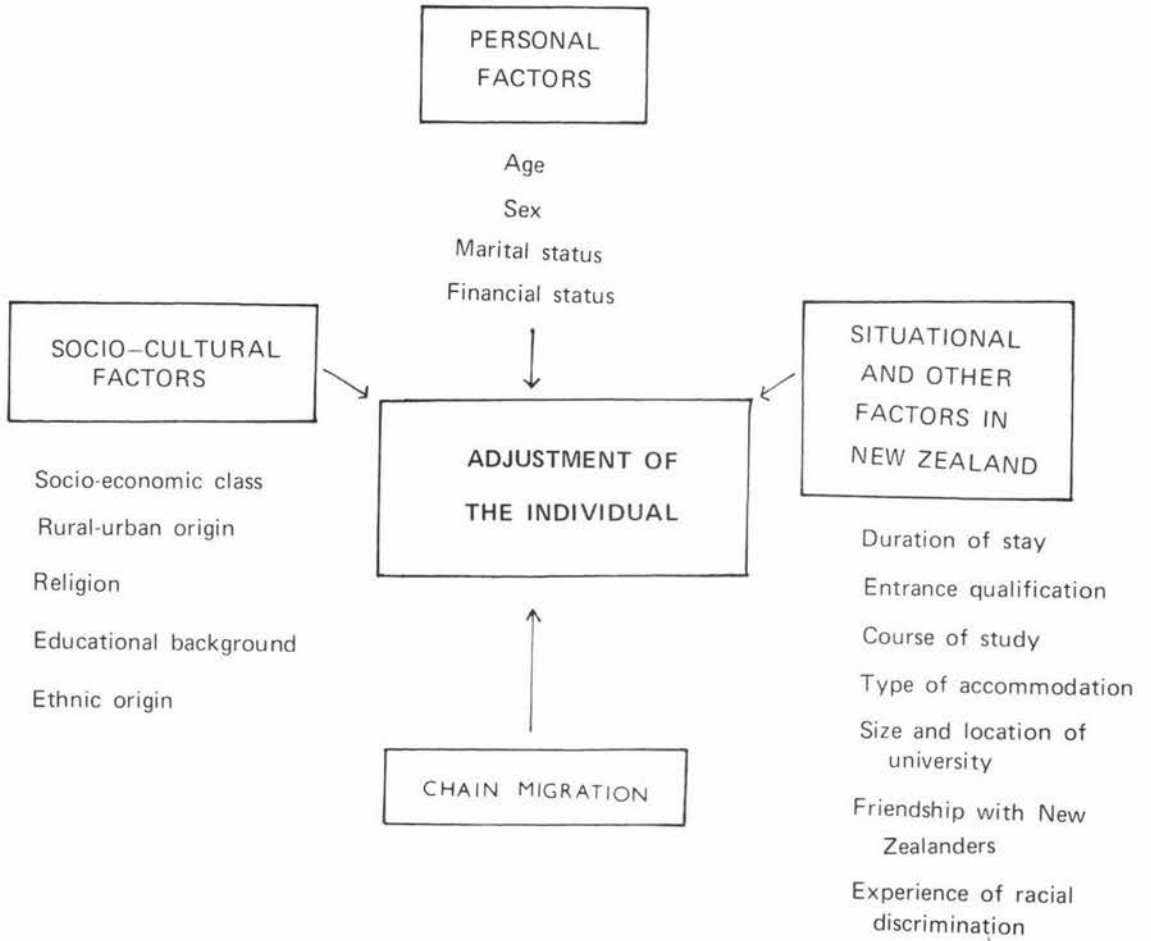 PERSONAL
FACTORS
Age
Sex
Marital status
Financial status
SOCIO–CULTURAL
FACTORS
Socio-economic class
Rural-urban origin
Religion
Educational background
Ethnic origin
ADJUSTMENT OF
THE INDIVIDUAL
SITUATIONAL
AND OTHER
FACTORS IN
NEW ZEALAND
Duration of stay
Entrance qualification
Course of study
Type of accommodation
Size and location of
university
Friendship with New
Zealanders
Experience of racial
discrimination
CHAIN MIGRATION